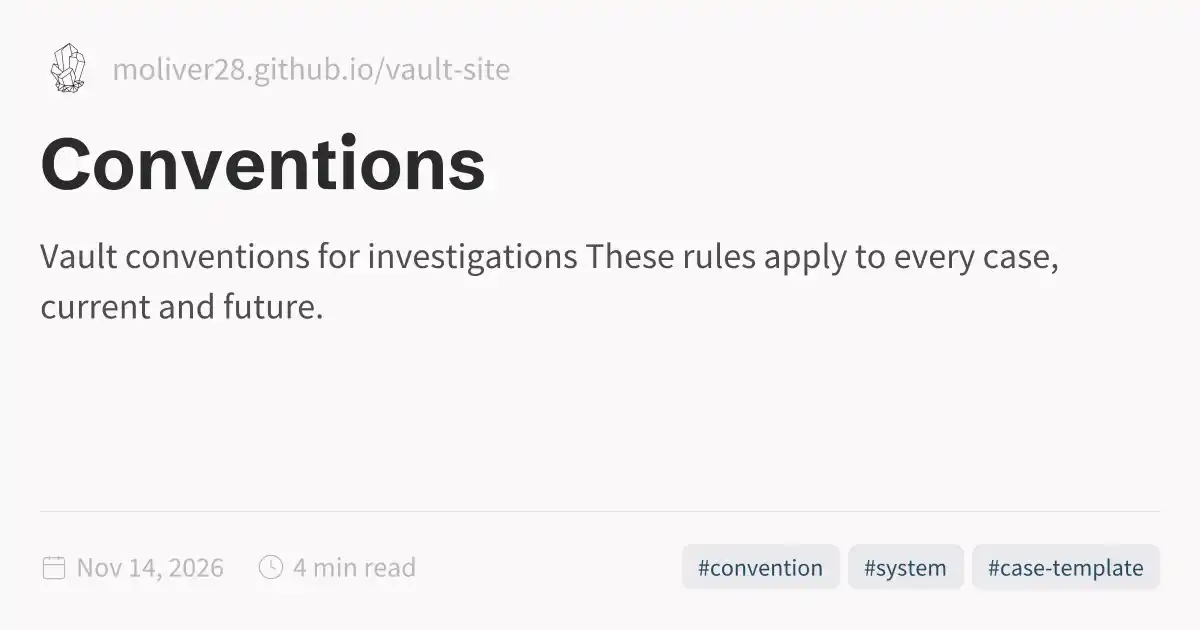 moliver28.github.io/vault-site
Conventions
Vault conventions for investigations These rules apply to every case,
current and future.
Nov 14, 2026
4 min read
#convention
#system
#case-template